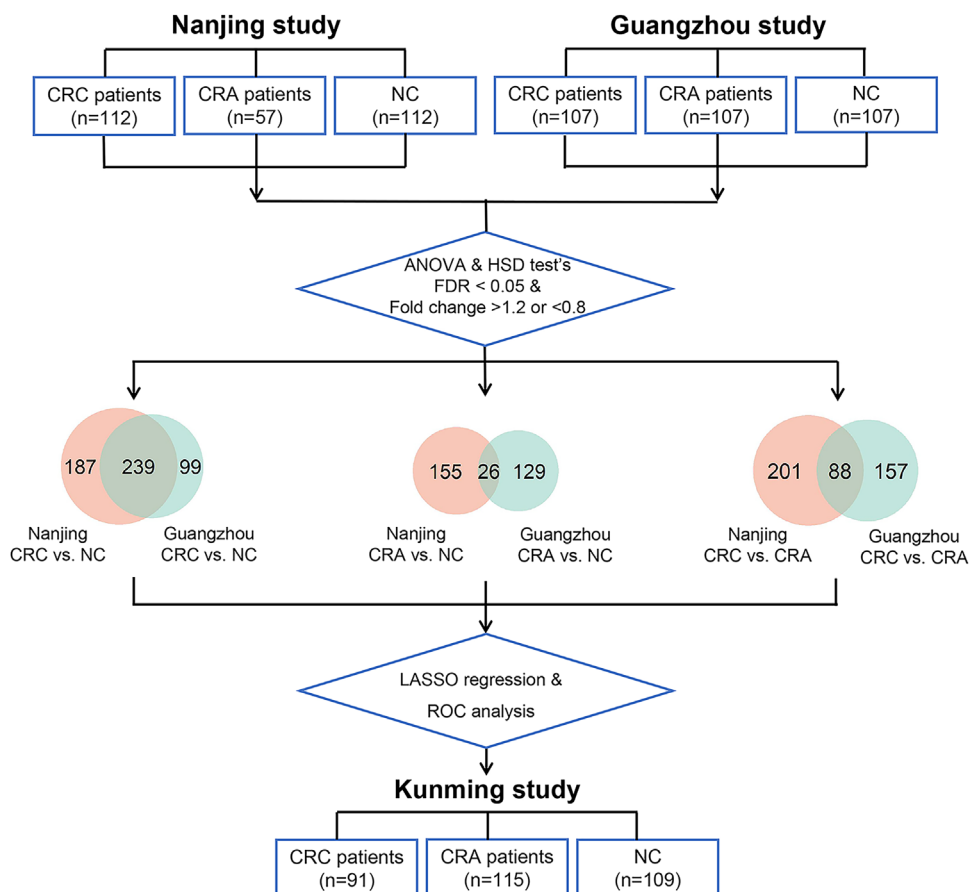 Nanjing study
Guangzhou study
CRC patients
(n=112)
CRA patients
(n=57)
NC
(n=112)
CRC patients
(n=107)
CRA patients
(n=107)
NC
(n=107)
ANOVA & HSD test's
FDR < 0.05 &
Fold change >1.2 or <0.8
187
239
99
Nanjing
CRC vs. NC
Guangzhou
CRC vs. NC
155
26
129
Nanjing
CRA vs. NC
Guangzhou
CRA vs. NC
201
88
157
Nanjing
CRC vs. CRA
Guangzhou
CRC vs. CRA
LASSO regression &
ROC analysis
Kunming study
CRC patients
(n=91)
CRA patients
(n=115)
NC
(n=109)